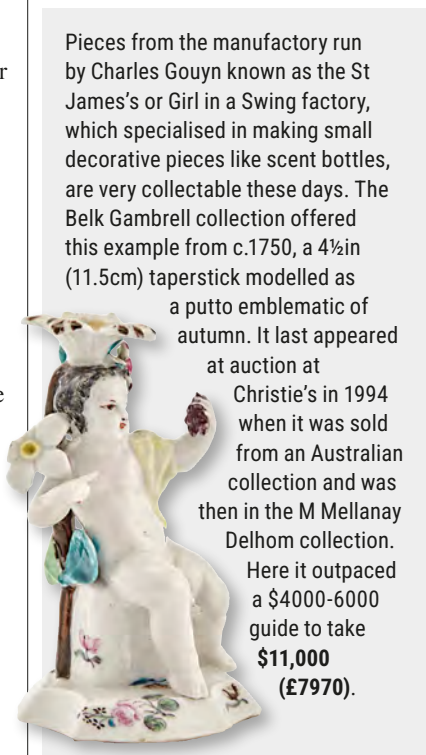 r
Pieces from the manufactory run
by Charles Gouyn known as the St
James's or Girl in a Swing factory,
which specialised in making small
decorative pieces like scent bottles,
are very collectable these days. The
Belk Gambrell collection offered
this example from c.1750, a 4½in
(11.5cm) taperstick modelled as
a putto emblematic of
autumn. It last appeared
at auction at
Christie's in 1994
e
when it was sold
from an Australian
collection and was
then in the M Mellanay
Delhom collection.
Here it outpaced
a $4000-6000
guide to take
$11,000
(£7970).